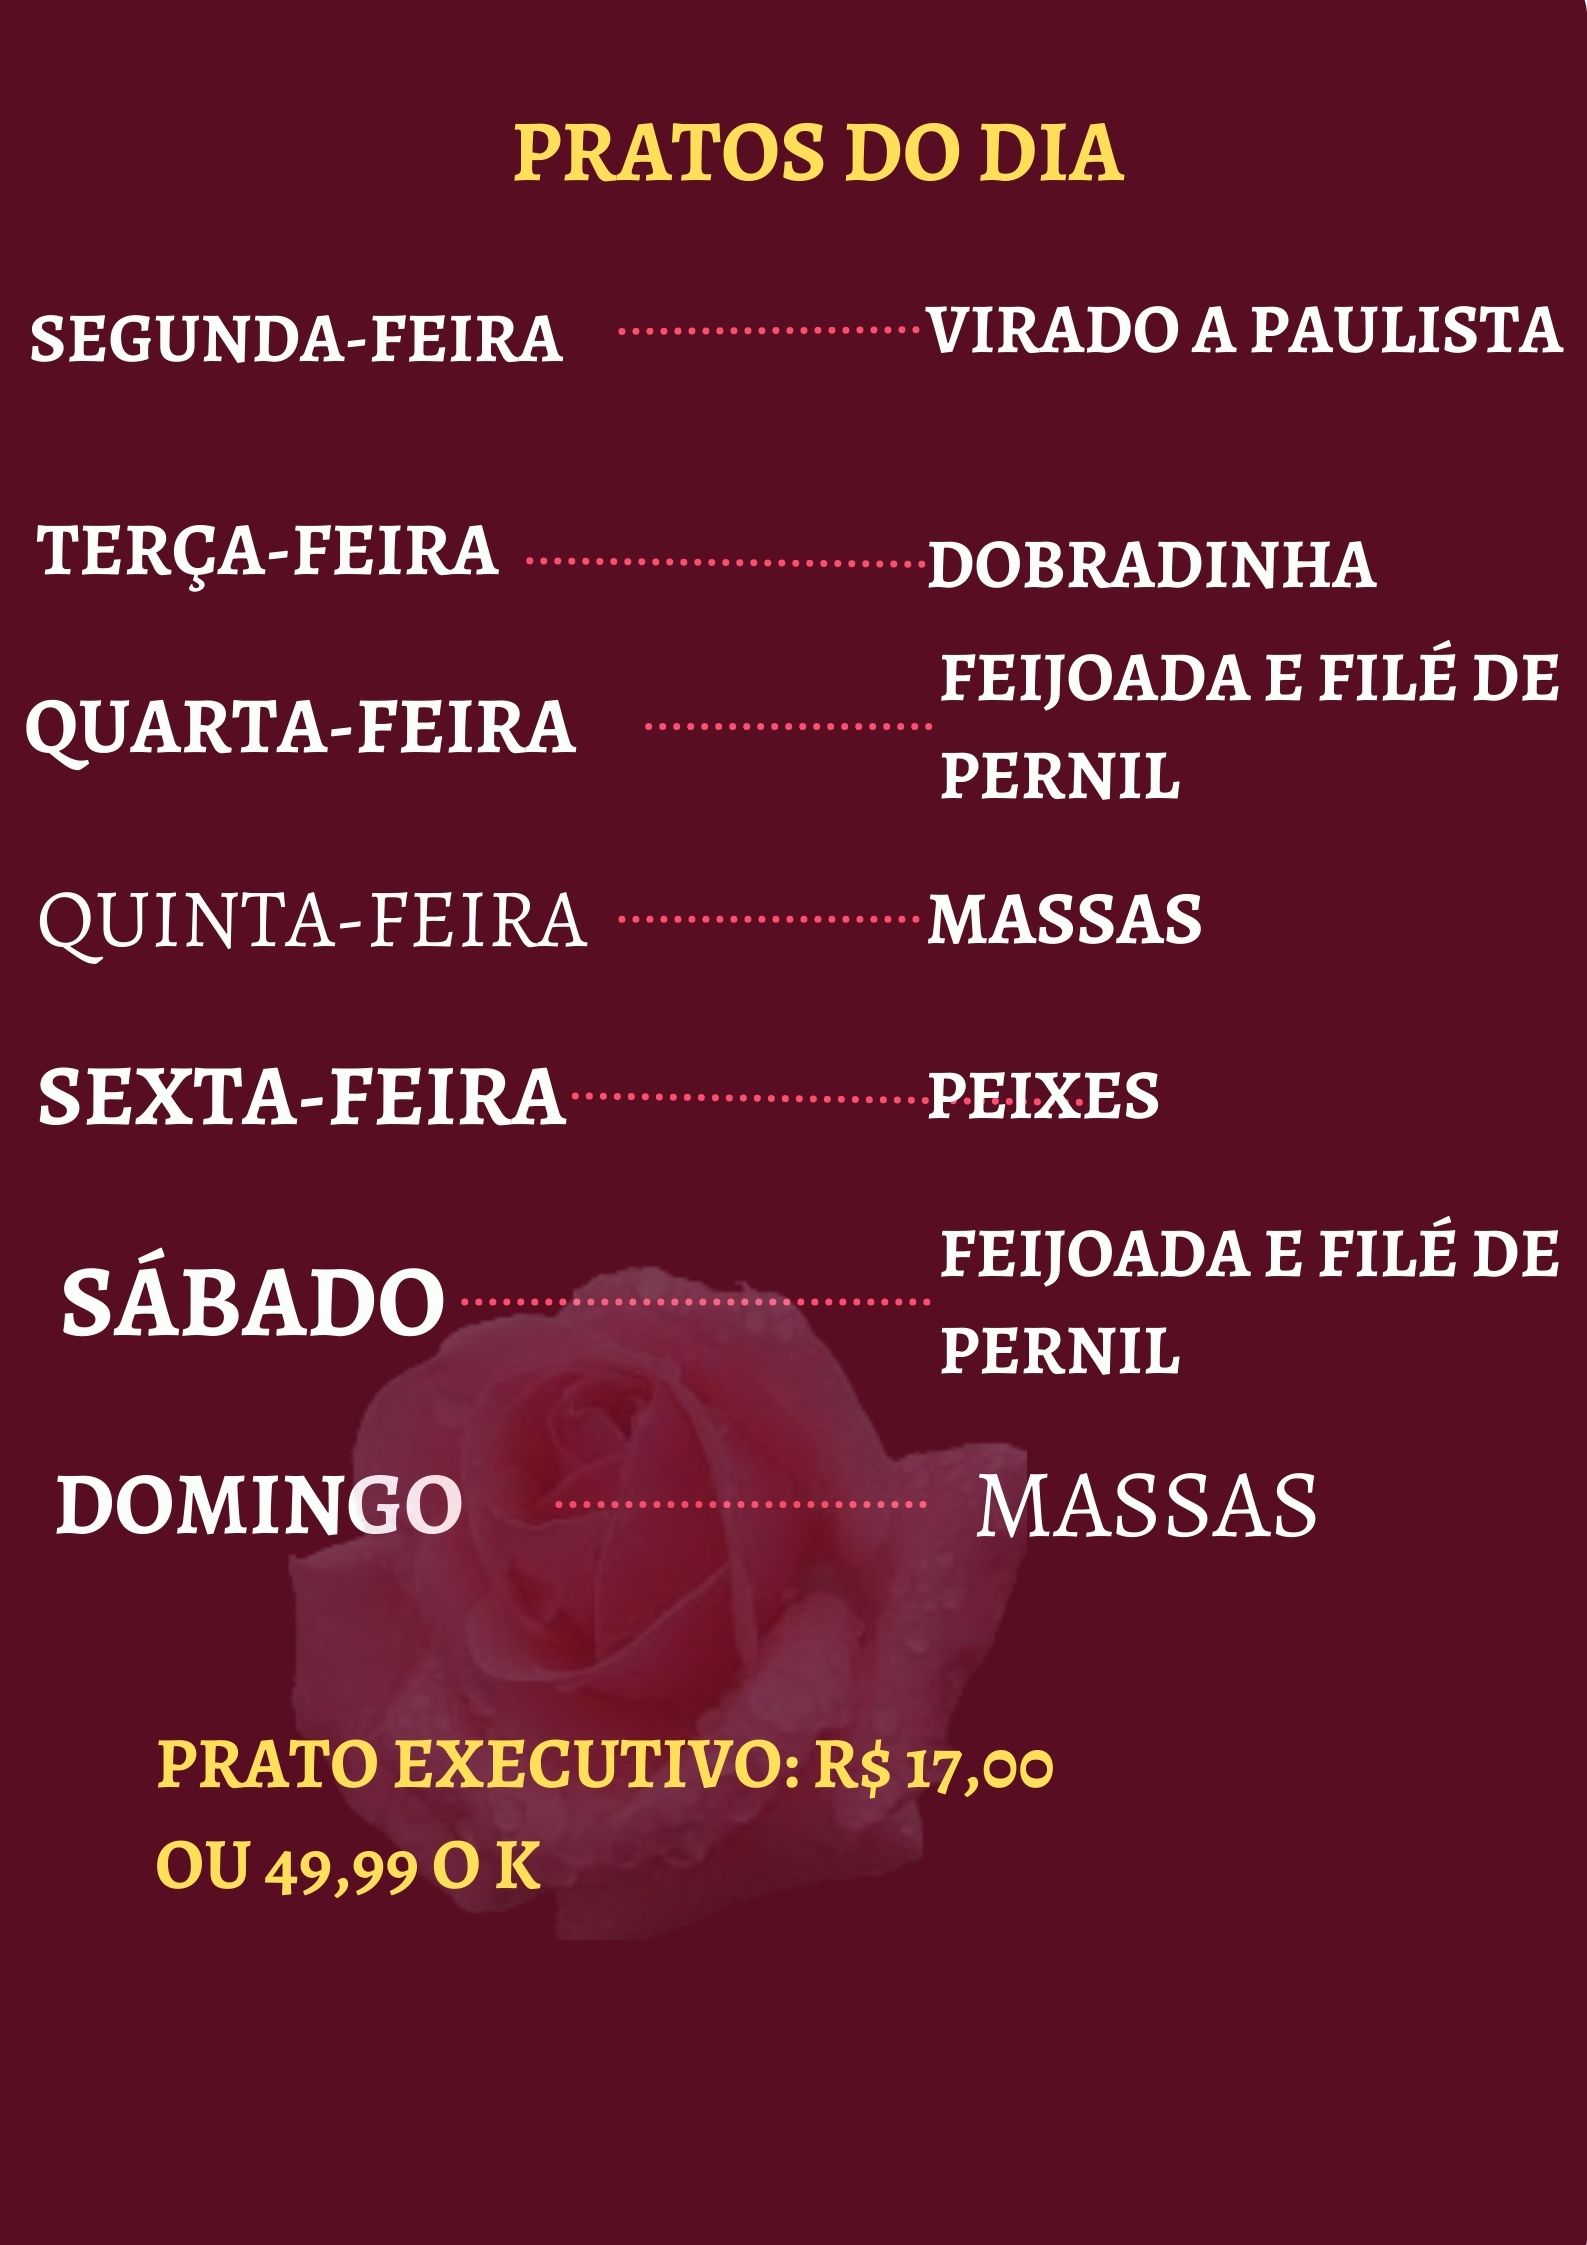 PRATOS DO DIA
SEGUNDA-FEIRA VIRADO A PAULISTA
TERÇA-FEIRA DOBRADINHA
QUARTA-FEIRA FEIJOADA E FILÉ DE
PERNIL
QUINTA-FEIRA MASSAS
SEXTA-FEIRA PEIXES
SÁBADO FEIJOADA E FILÉ DE
PERNIL
DOMINGO MASSAS
PRATO EXECUTIVO: R$ 17,00
OU 49,99 O K